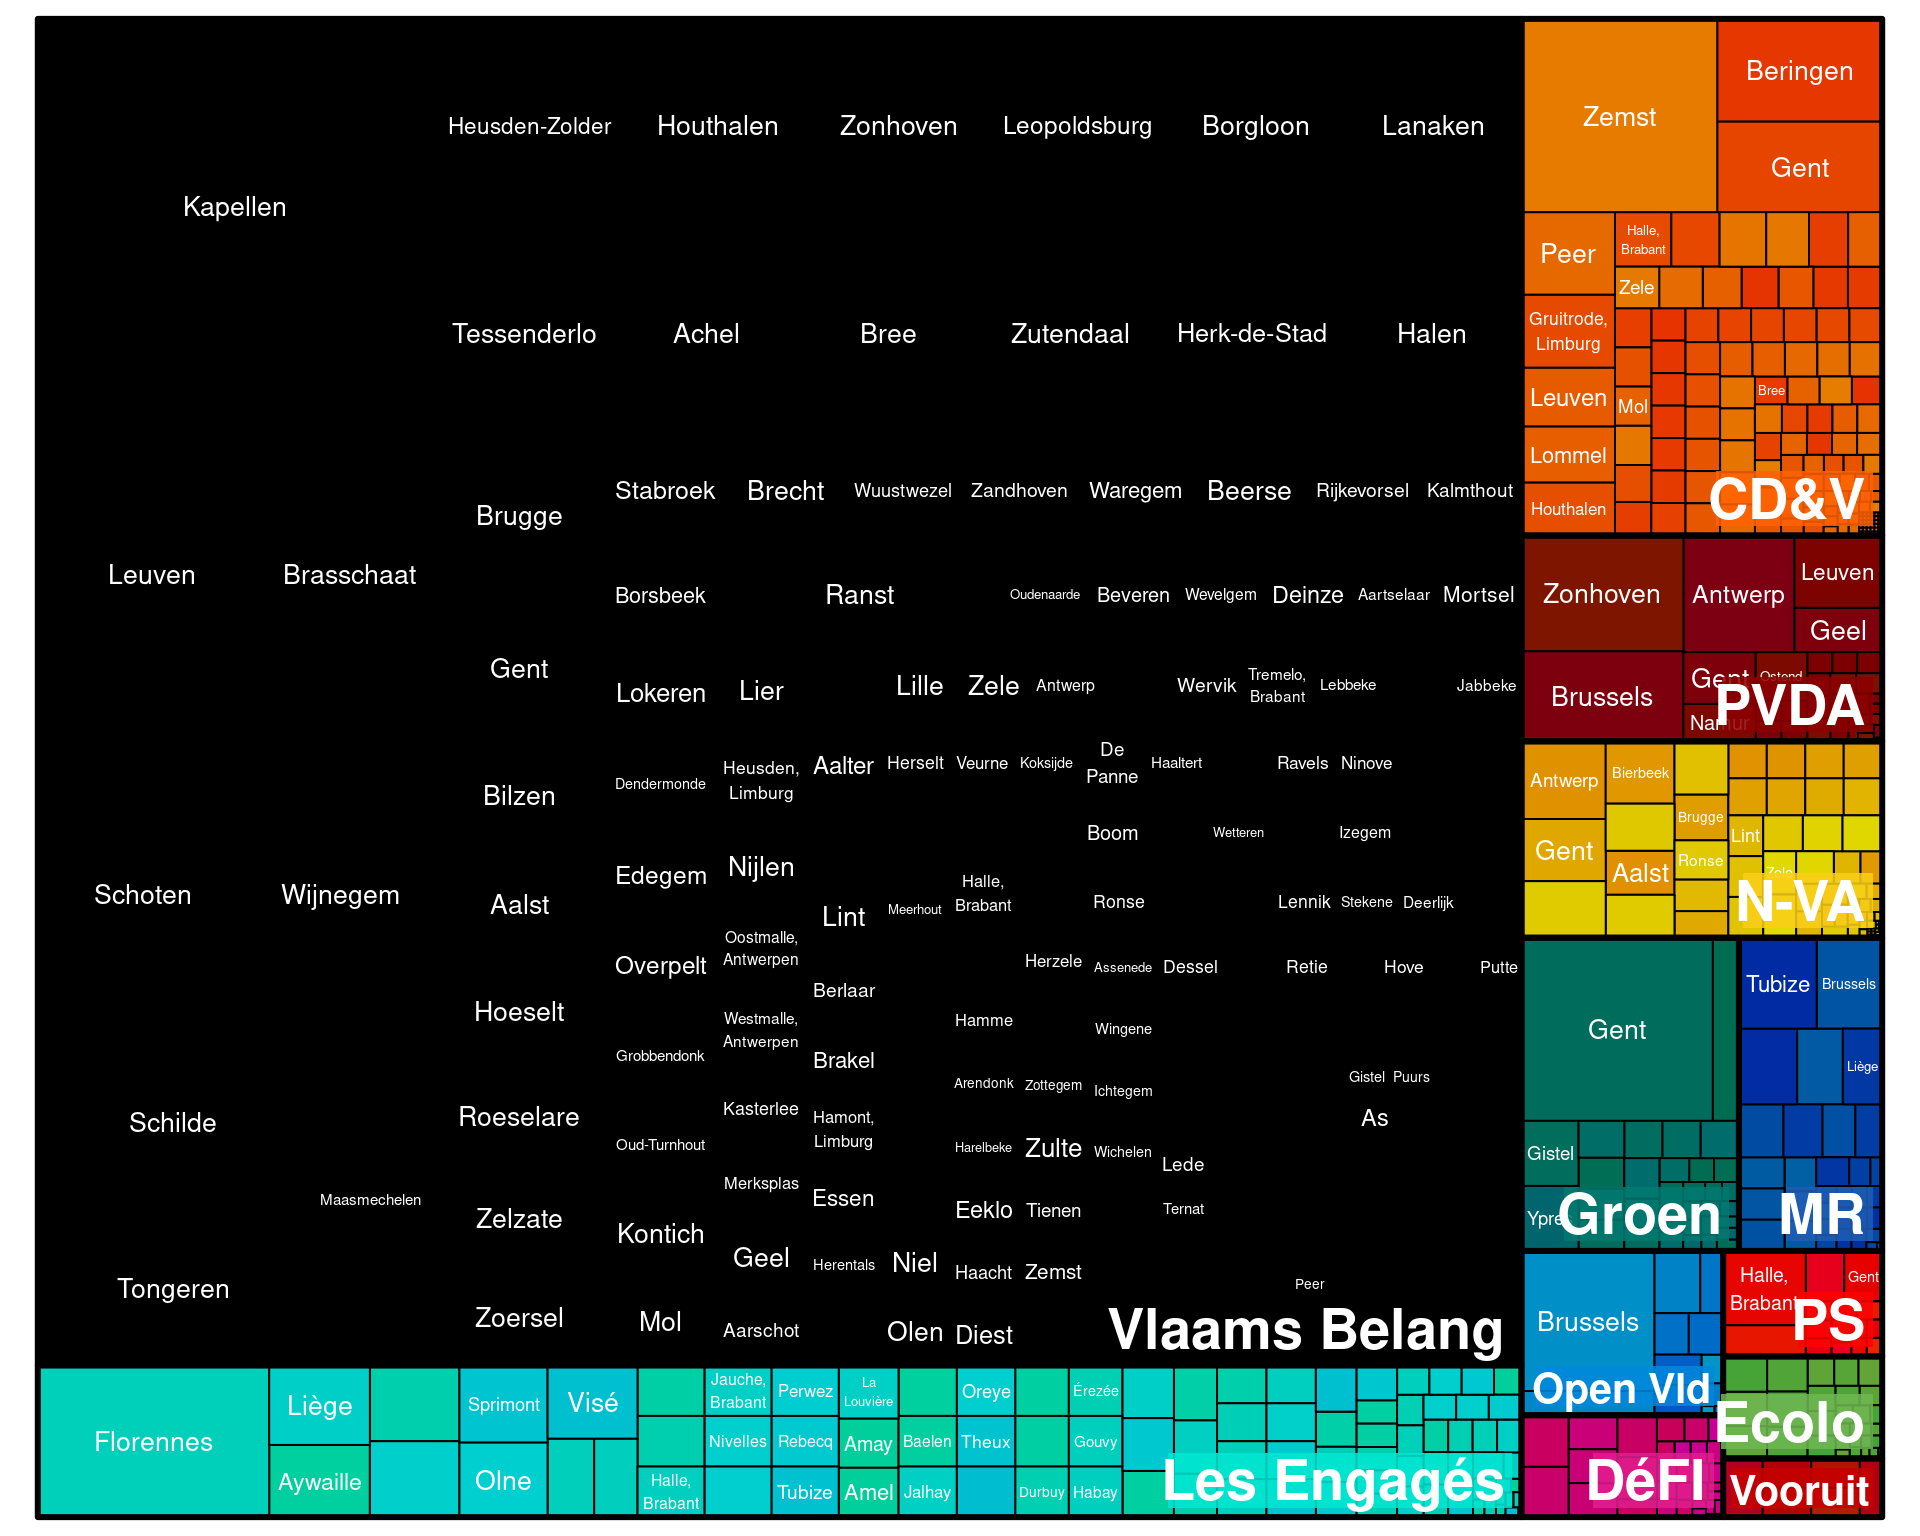 Kapellen
Heusden-Zolder
Houthalen
Zonhoven
Leopoldsburg
Borgloon
Lanaken
Tessenderlo
Achel
Bree
Zutendaal
Herk-de-Stad
Halen
Leuven
Brasschaat
Brugge
Stabroek
Brecht
Wuustwezel
Zandhoven
Waregem
Beerse
Rijkevorsel
Kalmthout
Borsbeek
Ranst
Oudenaarde
Beveren
Wevelgem
Deinze
Aartselaar
Mortsel
Gent
Lokeren
Lier
Lille
Zele
Antwerp
Wervik
Tremelo,
Brabant
Lebbeke
Jabbeke
Bilzen
Dendermonde
Heusden,
Limburg
Aalter
Herselt
Veurne
Koksijde
De
Panne
Haaltert
Ravels
Ninove
Boom
Wetteren
Izegem
Schoten
Wijnegem
Aalst
Edegem
Nijlen
Lint
Meerhout
Halle,
Brabant
Ronse
Lennik
Stekene
Deerlijk
Overpelt
Oostmalle,
Antwerpen
Berlaar
Herzele
Assenede
Dessel
Retie
Hove
Putte
Hoeselt
Grobbendonk
Westmalle,
Antwerpen
Brakel
Hamme
Wingene
Arendonk
Zottegem
Ichtegem
Gistel
Puurs
As
Schilde
Roeselare
Oud-Turnhout
Kasterlee
Hamont,
Limburg
Harelbeke
Zulte
Wichelen
Lede
Maasmechelen
Zelzate
Kontich
Merksplas
Essen
Eeklo
Tienen
Ternat
Tongeren
Zoersel
Mol
Geel
Herentals
Niel
Haacht
Zemst
Peer
Aarschot
Olen
Diest
Vlaams Belang
Florennes
Liège
Aywaille
Sprimont
Olne
Visé
Jauche,
Brabant
Nivelles
Halle,
Brabant
Perwez
Rebecq
Tubize
La
Louvière
Amay
Amel
Baelen
Jalhay
Oreye
Theux
Durbuy
Érezée
Gouvy
Habay
Les Engagés
Zemst
Beringen
Gent
Peer
Halle,
Brabant
Zele
Gruitrode,
Limburg
Leuven
Mol
Bree
Lommel
Houthalen
CD&V
Zonhoven
Antwerp
Leuven
Geel
Brussels
Gent
Ostend
Namur
PVDA
Antwerp
Bierbeek
Brugge
Gent
Aalst
Ronse
Lint
Zele
N-VA
Gent
Gistel
Ypres
Groen
Tubize
Brussels
Liège
MR
Brussels
Open Vld
Halle,
Brabant
Gent
PS
Ecolo
DéFI
Vooruit